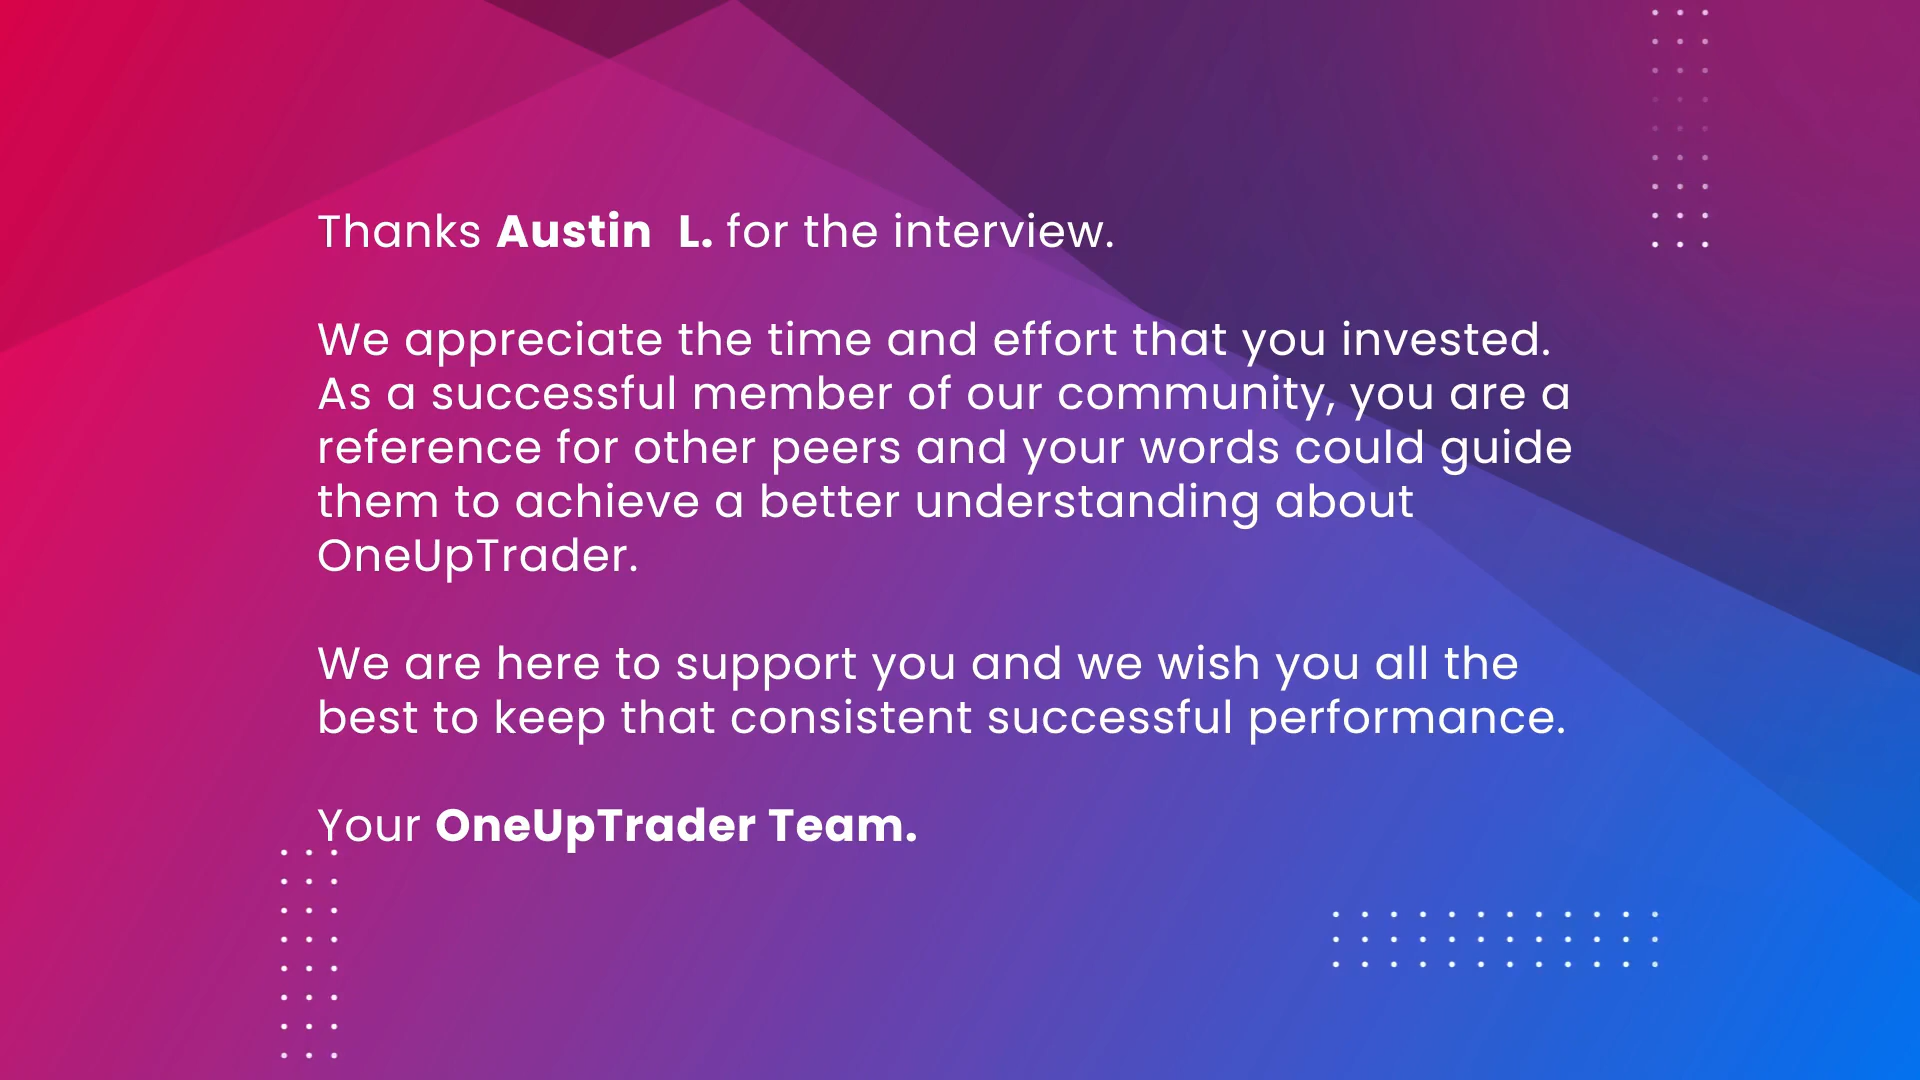 Thanks Austin  L. for the interview.
We appreciate the time and effort that you invested.
As a successful member of our community, you are a
reference for other peers and your words could guide
them to achieve a better understanding about
OneUpTrader.
We are here to support you and we wish you all the
best to keep that consistent successful performance.
Your OneUpTrader Team.